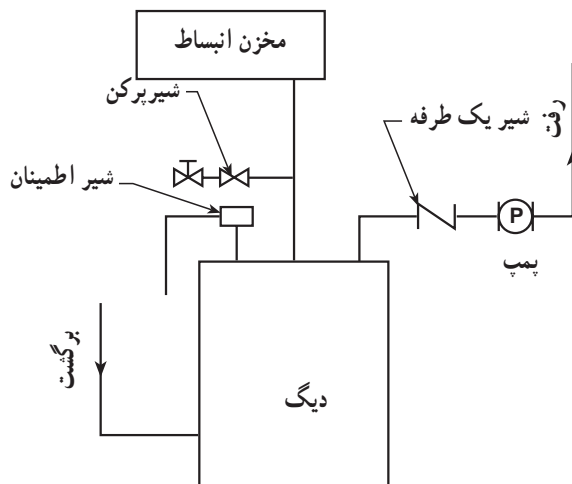 مخزن انبساط
شیرپرکن
شیر یک طرفه
رفت
شیر اطمینان
P
پمپ
برگشت
دیگ